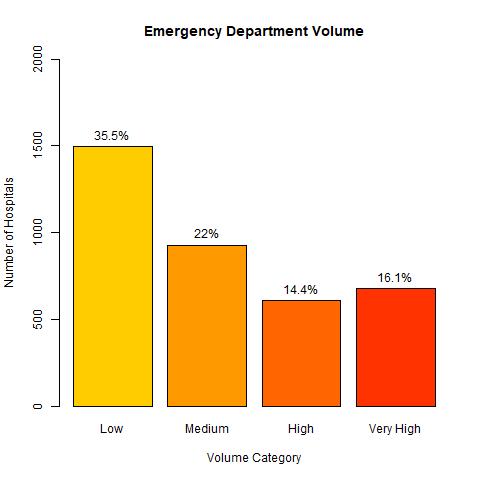 Emergency Department Volume
2000
1500
1000
500
0
Number of Hospitals
35.5%
22%
14.4%
16.1%
Low Medium High Very High
Volume Category